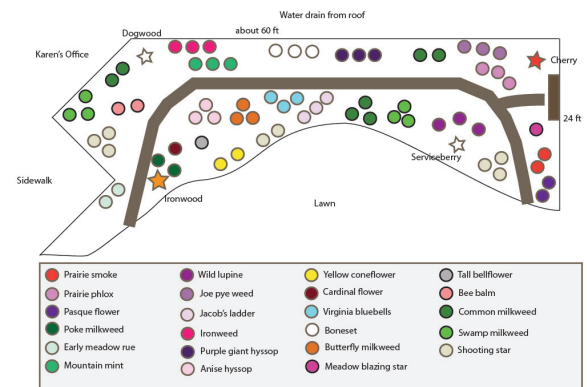 Water drain from roof
about 60 ft
Dogwood
Karen's Office
Cherry
24 ft
Serviceberry
Sidewalk
Ironwood
Lawn
Prairie smoke
Prairie phlox
Pasque flower
Poke milkweed
Early meadow rue
Mountain mint
Wild lupine
Joe pye weed
Jacob's ladder
Ironweed
Purple giant hyssop
Anise hyssop
Yellow coneflower
Cardinal flower
Virginia bluebells
Boneset
Butterfly milkweed
Meadow blazing star
Tall bellflower
Bee balm
Common milkweed
Swamp milkweed
Shooting star